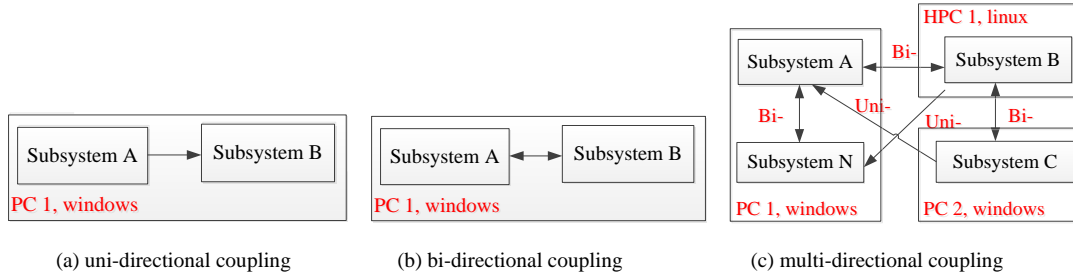 Subsystem A
Subsystem B
PC 1, windows
(a) uni-directional coupling
Subsystem A
Subsystem B
PC 1, windows
(b) bi-directional coupling
HPC 1, linux
Subsystem A
Bi-
Subsystem B
Uni-
Bi-
Uni-
Bi-
Subsystem N
Subsystem C
PC 1, windows
PC 2, windows
(c) multi-directional coupling